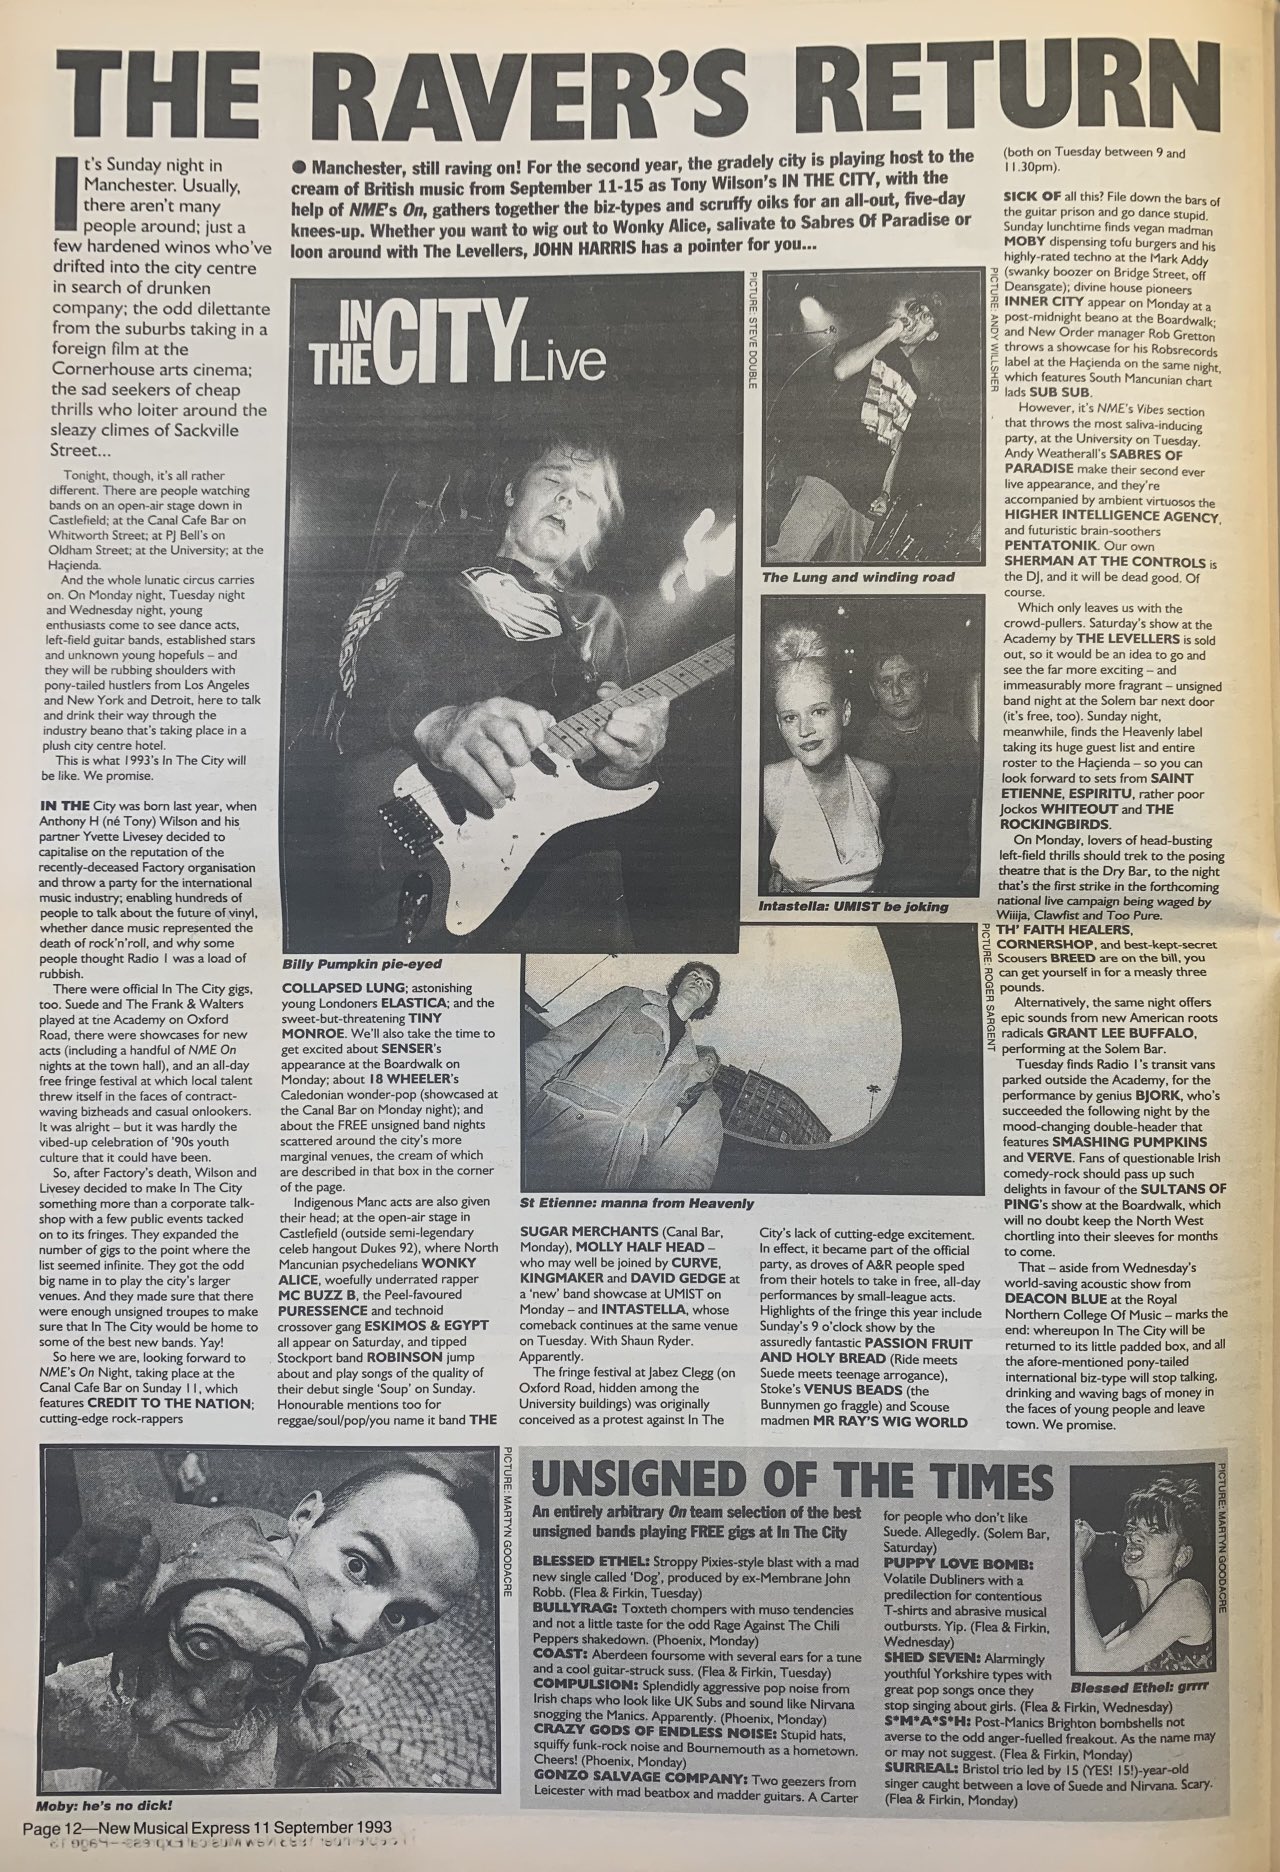 THE RAVER'S RETURN
It's Sunday night in
Manchester. Usually,
there aren't many
people around; just a
few hardened winos who've
drifted into the city centre
in search of drunken
company; the odd dilettante
from the suburbs taking in a
foreign film at the
Cornerhouse arts cinema;
the sad seekers of cheap
thrills who loiter around the
sleazy climes of Sackville
Street...
Tonight, though, it's all rather
different. There are people watching
bands on an open-air stage down in
Castlefield; at the Canal Cafe Bar on
Whitworth Street; at PJ Bell's on
Oldham Street; at the University; at the
Haçienda.
And the whole lunatic circus carries
on. On Monday night, Tuesday night
and Wednesday night, young
enthusiasts come to see dance acts,
left-field guitar bands, established stars
and unknown young hopefuls – and
they will be rubbing shoulders with
pony-tailed hustlers from Los Angeles
and New York and Detroit, here to talk
and drink their way through the
industry beano that's taking place in a
plush city centre hotel.
This is what 1993's In The City will
be like. We promise.
IN THE City was born last year, when
Anthony H (né Tony) Wilson and his
partner Yvette Livesey decided to
capitalise on the reputation of the
recently-deceased Factory organisation
and throw a party for the international
music industry; enabling hundreds of
people to talk about the future of vinyl,
whether dance music represented the
death of rock'n'roll, and why some
people thought Radio 1 was a load of
rubbish.
There were official In The City gigs,
too. Suede and The Frank & Walters
played at the Academy on Oxford
Road, there were showcases for new
acts (including a handful of NME On
nights at the town hall), and an all-day
free fringe festival at which local talent
threw itself in the faces of contract-
waving bizheads and casual onlookers.
It was alright – but it was hardly the
vibed-up celebration of '90s youth
culture that it could have been.
So, after Factory's death, Wilson and
Livesey decided to make In The City
something more than a corporate talk-
shop with a few public events tacked
on to its fringes. They expanded the
number of gigs to the point where the
list seemed infinite. They got the odd
big name in to play the city's larger
venues. And they made sure that there
were enough unsigned troupes to make
sure that In The City would be home to
some of the best new bands. Yay!
So here we are, looking forward to
NME's On Night, taking place at the
Canal Cafe Bar on Sunday 11, which
features CREDIT TO THE NATION;
cutting-edge rock-rappers
● Manchester, still raving on! For the second year, the gradely city is playing host to the
cream of British music from September 11-15 as Tony Wilson's IN THE CITY, with the
help of NME's On, gathers together the biz-types and scruffy oiks for an all-out, five-day
knees-up. Whether you want to wig out to Wonky Alice, salivate to Sabres Of Paradise or
loon around with The Levellers, JOHN HARRIS has a pointer for you...
IN
THE CITY Live
PICTURE: STEVE DOUBLE
PICTURE: ANDY WILLSHER
The Lung and winding road
Intastella: UMIST be joking
Billy Pumpkin pie-eyed
PICTURE: ROGER SARGENT
St Etienne: manna from Heavenly
COLLAPSED LUNG; astonishing
young Londoners ELASTICA; and the
sweet-but-threatening TINY
MONROE. We'll also take the time to
get excited about SENSER's
appearance at the Boardwalk on
Monday; about 18 WHEELER's
Caledonian wonder-pop (showcased at
the Canal Bar on Monday night); and
about the FREE unsigned band nights
scattered around the city's more
marginal venues, the cream of which
are described in that box in the corner
of the page.
Indigenous Manc acts are also given
their head; at the open-air stage in
Castlefield (outside semi-legendary
celeb hangout Dukes 92), where North
Mancunian psychedelians WONKY
ALICE, woefully underrated rapper
MC BUZZ B, the Peel-favoured
PURESSENCE and technoid
crossover gang ESKIMOS & EGYPT
all appear on Saturday, and tipped
Stockport band ROBINSON jump
about and play songs of the quality of
their debut single 'Soup' on Sunday.
Honourable mentions too for
reggae/soul/pop/you name it band THE
SUGAR MERCHANTS (Canal Bar,
Monday), MOLLY HALF HEAD –
who may well be joined by CURVE,
KINGMAKER and DAVID GEDGE at
a 'new' band showcase at UMIST on
Monday – and INTASTELLA, whose
comeback continues at the same venue
on Tuesday. With Shaun Ryder.
Apparently.
The fringe festival at Jabez Clegg (on
Oxford Road, hidden among the
University buildings) was originally
conceived as a protest against In The
City's lack of cutting-edge excitement.
In effect, it became part of the official
party, as droves of A&R people sped
from their hotels to take in free, all-day
performances by small-league acts.
Highlights of the fringe this year include
Sunday's 9 o'clock show by the
assuredly fantastic PASSION FRUIT
AND HOLY BREAD (Ride meets
Suede meets teenage arrogance),
Stoke's VENUS BEADS (the
Bunnymen go fraggle) and Scouse
madmen MR RAY'S WIG WORLD
(both on Tuesday between 9 and
11.30pm).
SICK OF all this? File down the bars of
the guitar prison and go dance stupid.
Sunday lunchtime finds vegan madman
MOBY dispensing tofu burgers and his
highly-rated techno at the Mark Addy
(swanky boozer on Bridge Street, off
Deansgate); divine house pioneers
INNER CITY appear on Monday at a
post-midnight beano at the Boardwalk;
and New Order manager Rob Gretton
throws a showcase for his Robsrecords
label at the Haçienda on the same night,
which features South Mancunian chart
lads SUB SUB.
However, it's NME's Vibes section
that throws the most saliva-inducing
party, at the University on Tuesday.
Andy Weatherall's SABRES OF
PARADISE make their second ever
live appearance, and they're
accompanied by ambient virtuosos the
HIGHER INTELLIGENCE AGENCY,
and futuristic brain-soothers
PENTATONIK. Our own
SHERMAN AT THE CONTROLS is
the DJ, and it will be dead good. Of
course.
Which only leaves us with the
crowd-pullers. Saturday's show at the
Academy by THE LEVELLERS is sold
out, so it would be an idea to go and
see the far more exciting – and
immeasurably more fragrant – unsigned
band night at the Solem bar next door
(it's free, too). Sunday night,
meanwhile, finds the Heavenly label
taking its huge guest list and entire
roster to the Haçienda – so you can
look forward to sets from SAINT
ETIENNE, ESPIRITU, rather poor
Jockos WHITEOUT and THE
ROCKINGBIRDS.
On Monday, lovers of head-busting
left-field thrills should trek to the posing
theatre that is the Dry Bar, to the night
that's the first strike in the forthcoming
national live campaign being waged by
Wiiija, Clawfist and Too Pure.
TH' FAITH HEALERS,
CORNERSHOP, and best-kept-secret
Scousers BREED are on the bill, you
can get yourself in for a measly three
pounds.
Alternatively, the same night offers
epic sounds from new American roots
radicals GRANT LEE BUFFALO,
performing at the Solem Bar.
Tuesday finds Radio 1's transit vans
parked outside the Academy, for the
performance by genius BJORK, who's
succeeded the following night by the
mood-changing double-header that
features SMASHING PUMPKINS
and VERVE. Fans of questionable Irish
comedy-rock should pass up such
delights in favour of the SULTANS OF
PING's show at the Boardwalk, which
will no doubt keep the North West
chortling into their sleeves for months
to come.
That – aside from Wednesday's
world-saving acoustic show from
DEACON BLUE at the Royal
Northern College Of Music – marks the
end: whereupon In The City will be
returned to its little padded box, and all
the afore-mentioned pony-tailed
international biz-type will stop talking,
drinking and waving bags of money in
the faces of young people and leave
town. We promise.
PICTURE: MARTYN GOODACRE
Moby: he's no dick!
UNSIGNED OF THE TIMES
An entirely arbitrary On team selection of the best
unsigned bands playing FREE gigs at In The City
BLESSED ETHEL: Stroppy Pixies-style blast with a mad
new single called 'Dog', produced by ex-Membrane John
Robb. (Flea & Firkin, Tuesday)
BULLYRAG: Toxteth chompers with muso tendencies
and not a little taste for the odd Rage Against The Chili
Peppers shakedown. (Phoenix, Monday)
COAST: Aberdeen foursome with several ears for a tune
and a cool guitar-struck suss. (Flea & Firkin, Tuesday)
COMPULSION: Splendidly aggressive pop noise from
Irish chaps who look like UK Subs and sound like Nirvana
snogging the Manics. Apparently. (Phoenix, Monday)
CRAZY GODS OF ENDLESS NOISE: Stupid hats,
squiffy funk-rock noise and Bournemouth as a hometown.
Cheers! (Phoenix, Monday)
GONZO SALVAGE COMPANY: Two geezers from
Leicester with mad beatbox and madder guitars. A Carter
for people who don't like
Suede. Allegedly. (Solem Bar,
Saturday)
PUPPY LOVE BOMB:
Volatile Dubliners with a
predilection for contentious
T-shirts and abrasive musical
outbursts. Yip. (Flea & Firkin,
Wednesday)
SHED SEVEN: Alarmingly
youthful Yorkshire types with
great pop songs once they
stop singing about girls. (Flea & Firkin, Wednesday)
S*M*A*S*H: Post-Manics Brighton bombshells not
averse to the odd anger-fuelled freakout. As the name may
or may not suggest. (Flea & Firkin, Monday)
SURREAL: Bristol trio led by 15 (YES! 15!)-year-old
singer caught between a love of Suede and Nirvana. Scary.
(Flea & Firkin, Monday)
PICTURE: MARTYN GOODACRE
Blessed Ethel: grrrr
Page 12—New Musical Express 11 September 1993